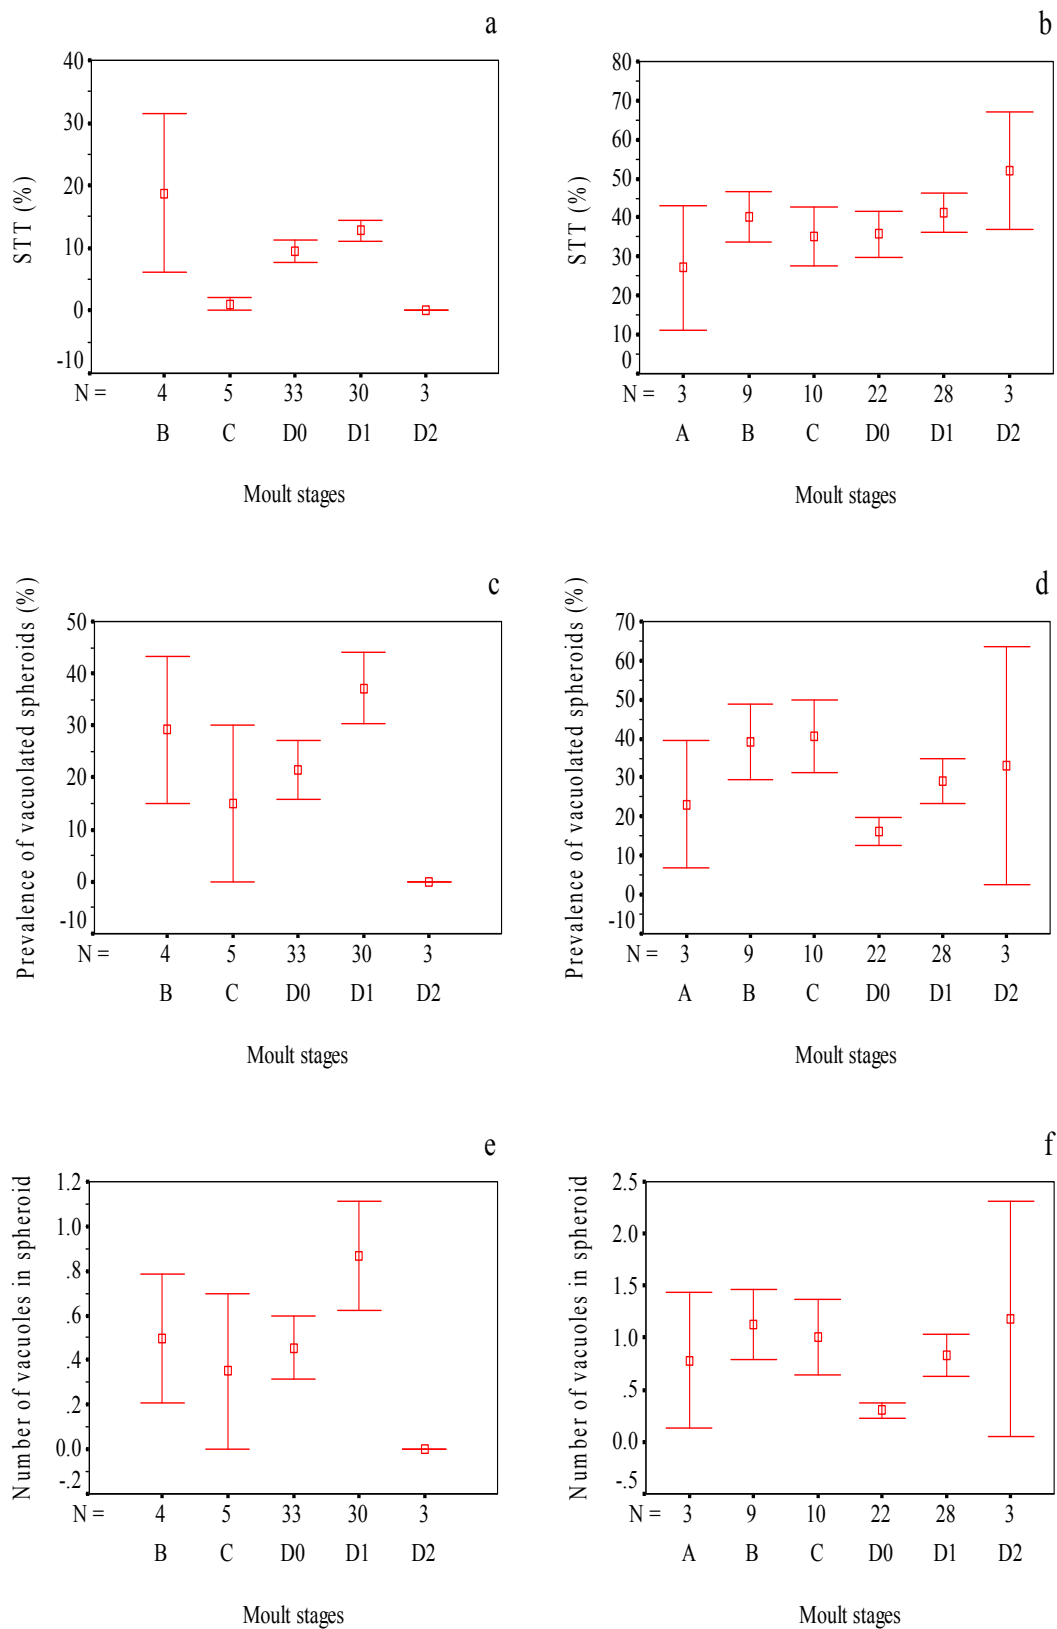 a
STT (%)
40
30
20
10
0
-10
N = 4 5 33 30 3
B C D0 D1 D2
Moult stages
b
STT (%)
80
70
60
50
40
30
20
10
0
N = 3 9 10 22 28 3
A B C D0 D1 D2
Moult stages
c
Prevalence of vacuolated spheroids (%)
50
40
30
20
10
0
-10
N = 4 5 33 30 3
B C D0 D1 D2
Moult stages
d
Prevalence of vacuolated spheroids (%)
70
60
50
40
30
20
10
0
-10
N = 3 9 10 22 28 3
A B C D0 D1 D2
Moult stages
e
Number of vacuoles in spheroid
1.2
1.0
.8
.6
.4
.2
0.0
-.2
N = 4 5 33 30 3
B C D0 D1 D2
Moult stages
f
Number of vacuoles in spheroid
2.5
2.0
1.5
1.0
.5
0.0
-.5
N = 3 9 10 22 28 3
A B C D0 D1 D2
Moult stages